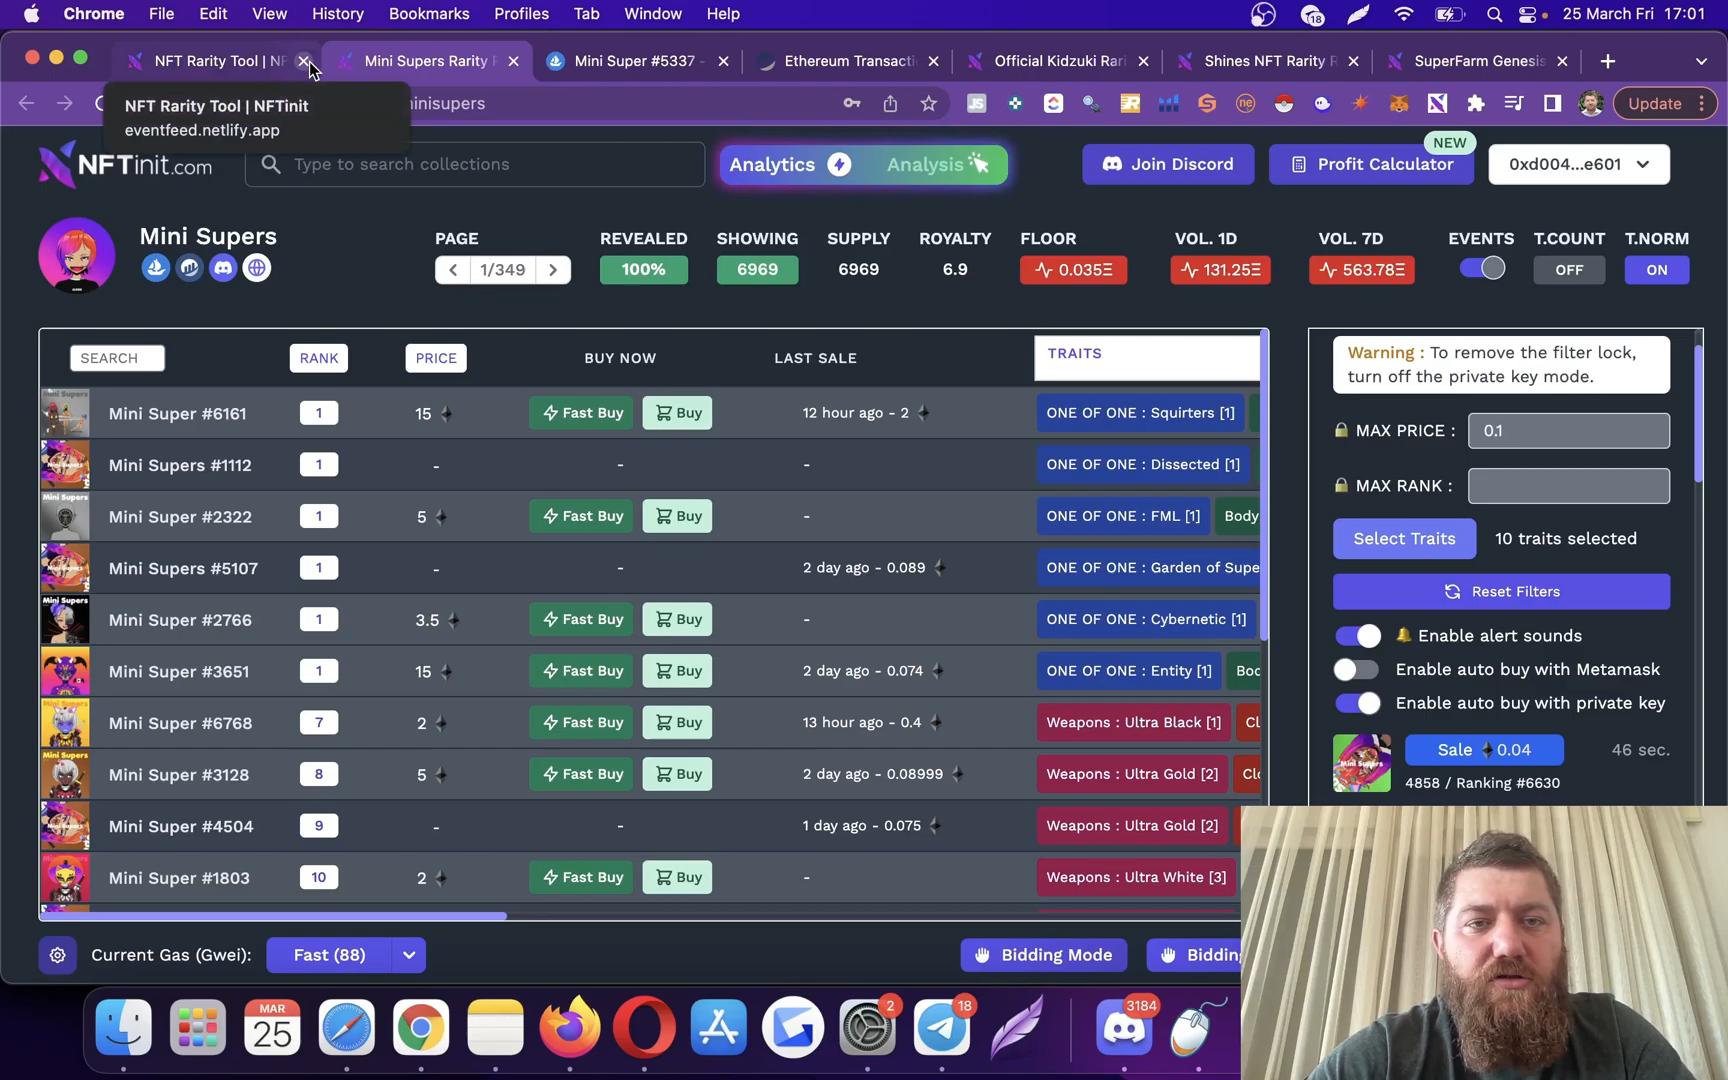 Chrome File Edit View History Bookmarks Profiles Tab Window Help 18 25 March Fri 17:01
NFT Rarity Tool | NF Mini Supers Rarity Mini Super #5337 - Ethereum Transacti Official Kidzuki Rari Shines NFT Rarity R SuperFarm Genesis
NFT Rarity Tool | NFTinit
eventfeed.netlify.app
minisupers
JS ne Update
NFTinit.com
Type to search collections
Analytics Analysis
Join Discord
NEW
Profit Calculator
0xd004...e601
Mini Supers
PAGE REVEALED SHOWING SUPPLY ROYALTY FLOOR VOL. 1D VOL. 7D EVENTS T.COUNT T.NORM
1/349 100% 6969 6969 6.9 0.035Ξ 131.25Ξ 563.78Ξ OFF ON
SEARCH RANK PRICE BUY NOW LAST SALE TRAITS
Mini Super #6161 1 15 Fast Buy Buy 12 hour ago - 2 ONE OF ONE : Squirters [1]
Mini Supers #1112 1 - - - ONE OF ONE : Dissected [1]
Mini Super #2322 1 5 Fast Buy Buy - ONE OF ONE : FML [1] Body
Mini Supers #5107 1 - - 2 day ago - 0.089 ONE OF ONE : Garden of Supe
Mini Super #2766 1 3.5 Fast Buy Buy - ONE OF ONE : Cybernetic [1]
Mini Super #3651 1 15 Fast Buy Buy 2 day ago - 0.074 ONE OF ONE : Entity [1] Boo
Mini Super #6768 7 2 Fast Buy Buy 13 hour ago - 0.4 Weapons : Ultra Black [1] Cl
Mini Super #3128 8 5 Fast Buy Buy 2 day ago - 0.08999 Weapons : Ultra Gold [2] Clo
Mini Super #4504 9 - - 1 day ago - 0.075 Weapons : Ultra Gold [2]
Mini Super #1803 10 2 Fast Buy Buy - Weapons : Ultra White [3]
Warning : To remove the filter lock,
turn off the private key mode.
MAX PRICE : 0.1
MAX RANK :
Select Traits 10 traits selected
Reset Filters
Enable alert sounds
Enable auto buy with Metamask
Enable auto buy with private key
Sale 0.04 46 sec.
4858 / Ranking #6630
Current Gas (Gwei): Fast (88) Bidding Mode Bidding
MAR
25
2
18
3184